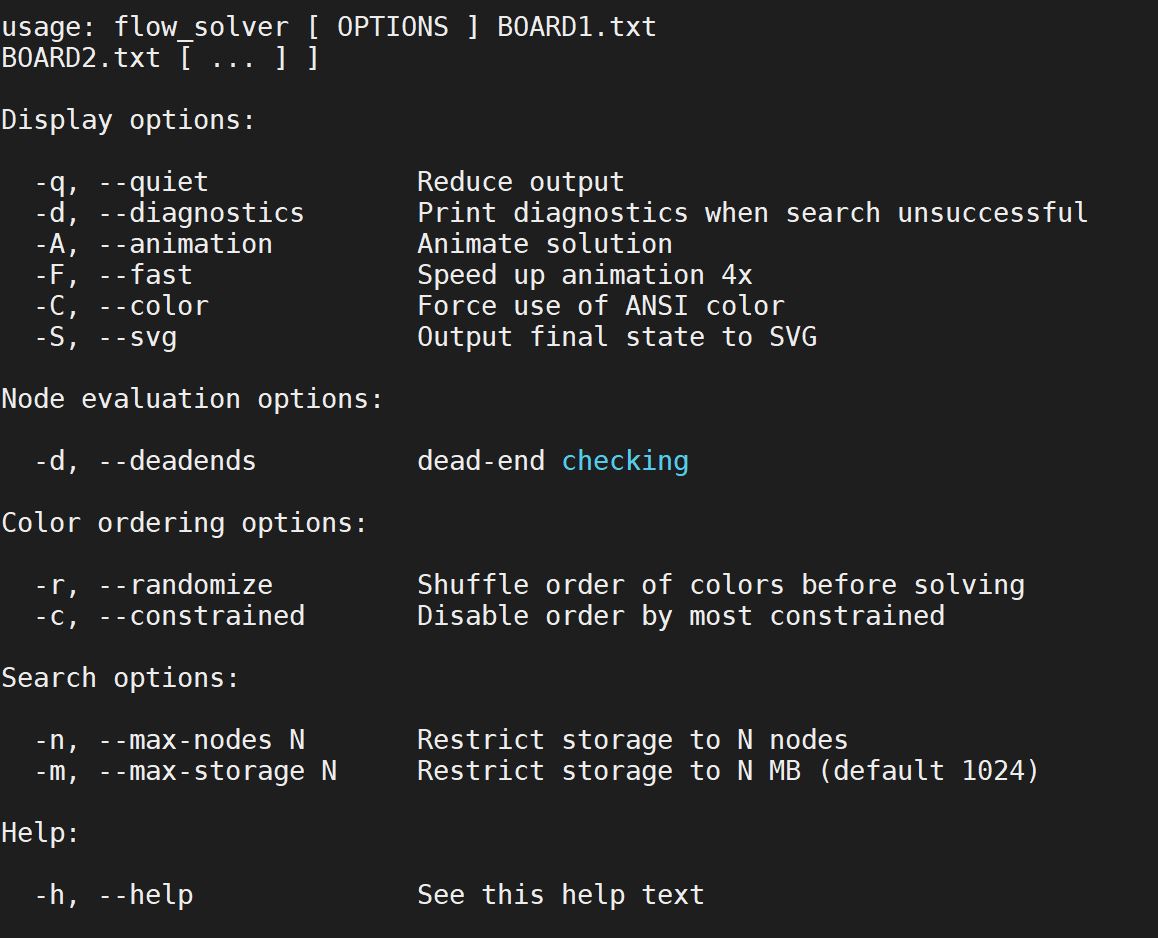 usage: flow_solver [ OPTIONS ] BOARD1.txt
BOARD2.txt [ ... ] ]
Display options:
-q, --quiet Reduce output
-d, --diagnostics Print diagnostics when search unsuccessful
-A, --animation Animate solution
-F, --fast Speed up animation 4x
-C, --color Force use of ANSI color
-S, --svg Output final state to SVG
Node evaluation options:
-d, --deadends dead-end checking
Color ordering options:
-r, --randomize Shuffle order of colors before solving
-c, --constrained Disable order by most constrained
Search options:
-n, --max-nodes N Restrict storage to N nodes
-m, --max-storage N Restrict storage to N MB (default 1024)
Help:
-h, --help See this help text